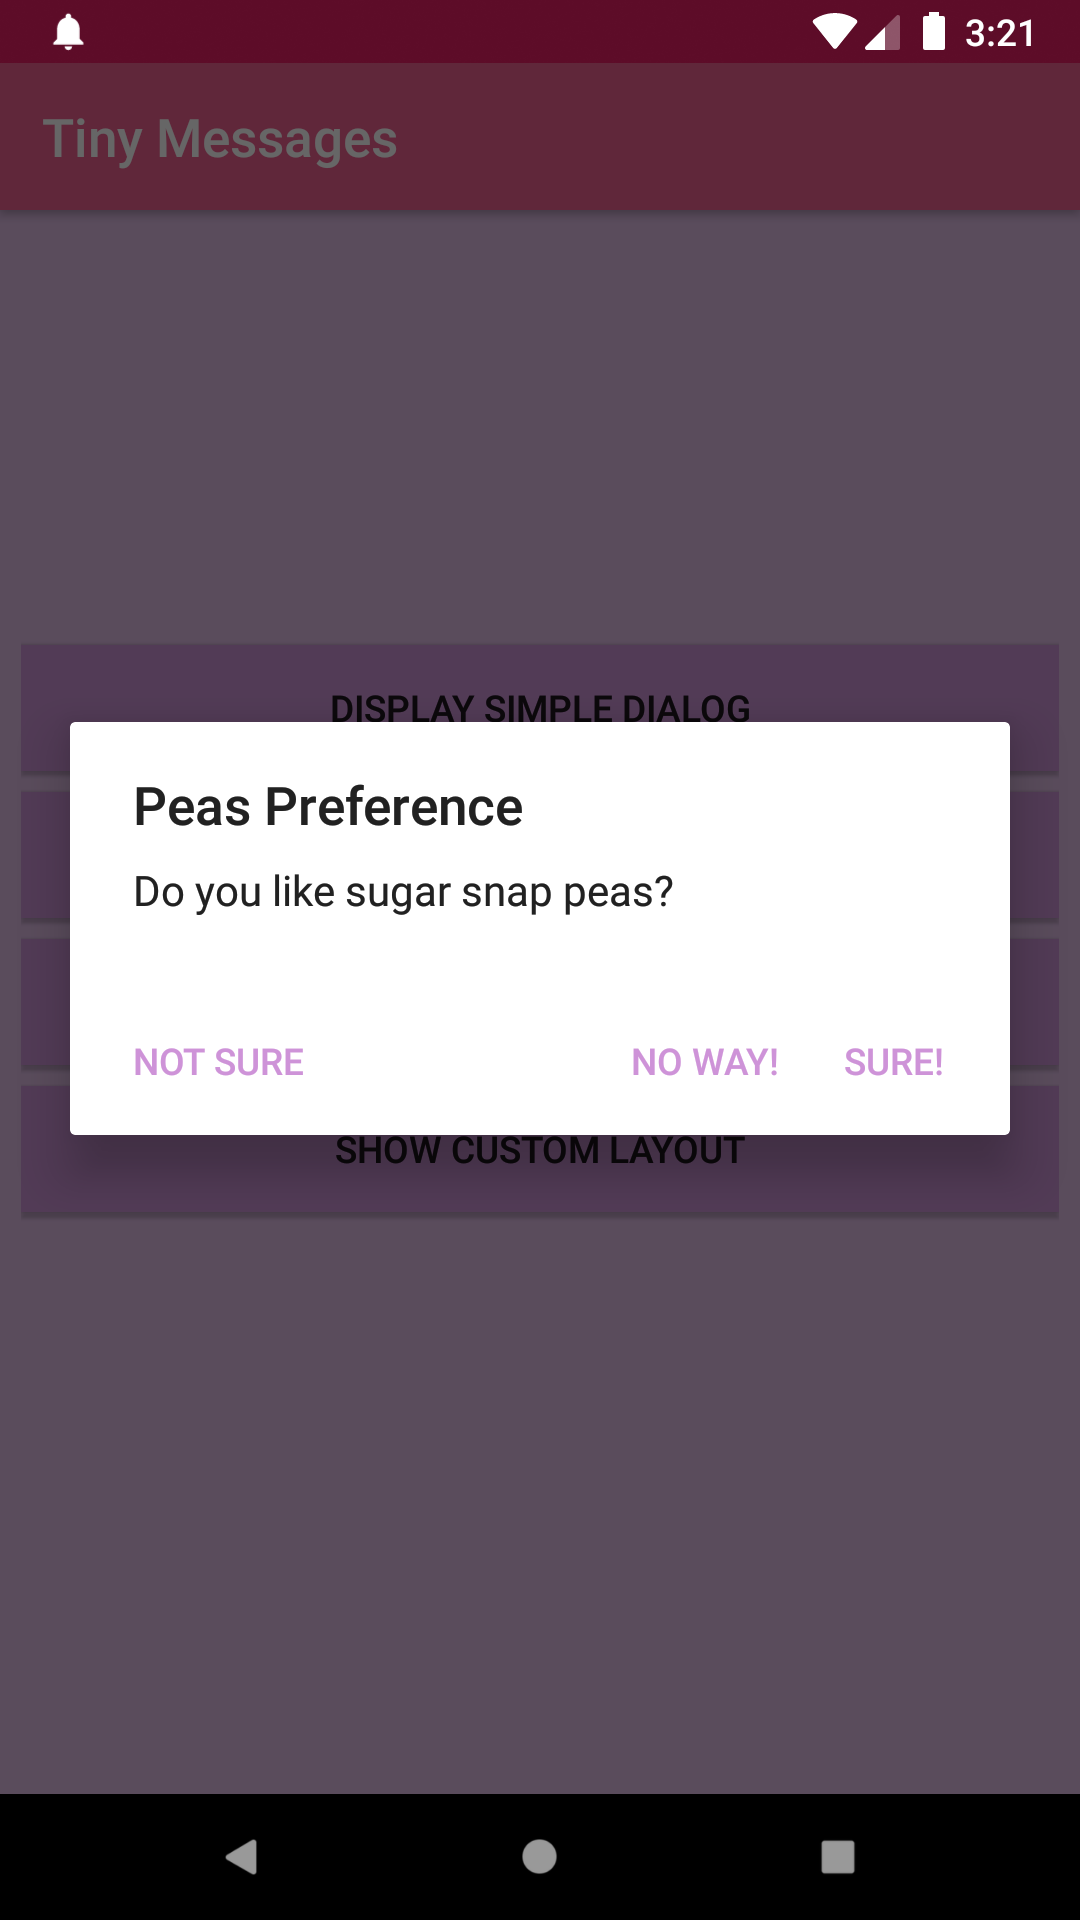 3:21
Tiny Messages
DISPLAY SIMPLE DIALOG
Peas Preference
Do you like sugar snap peas?
NOT SURE NO WAY! SURE!
SHOW CUSTOM LAYOUT